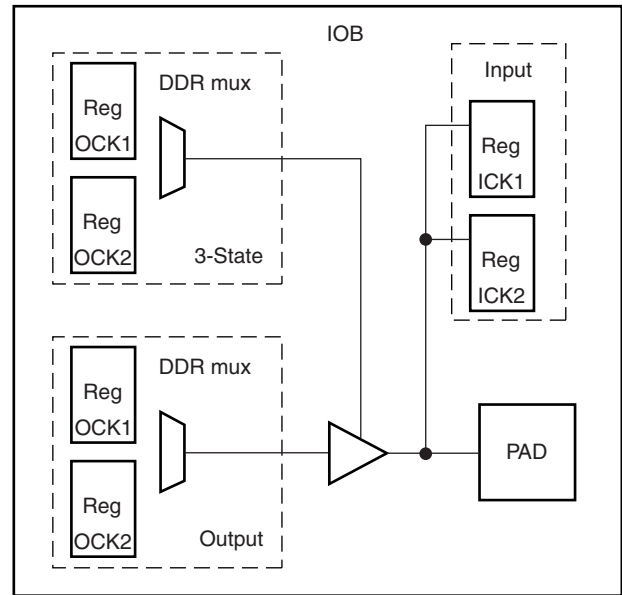 IOB
DDR mux
Reg
OCK1
Reg
OCK2
3-State
Input
Reg
ICK1
Reg
ICK2
DDR mux
Reg
OCK1
Reg
OCK2
Output
PAD